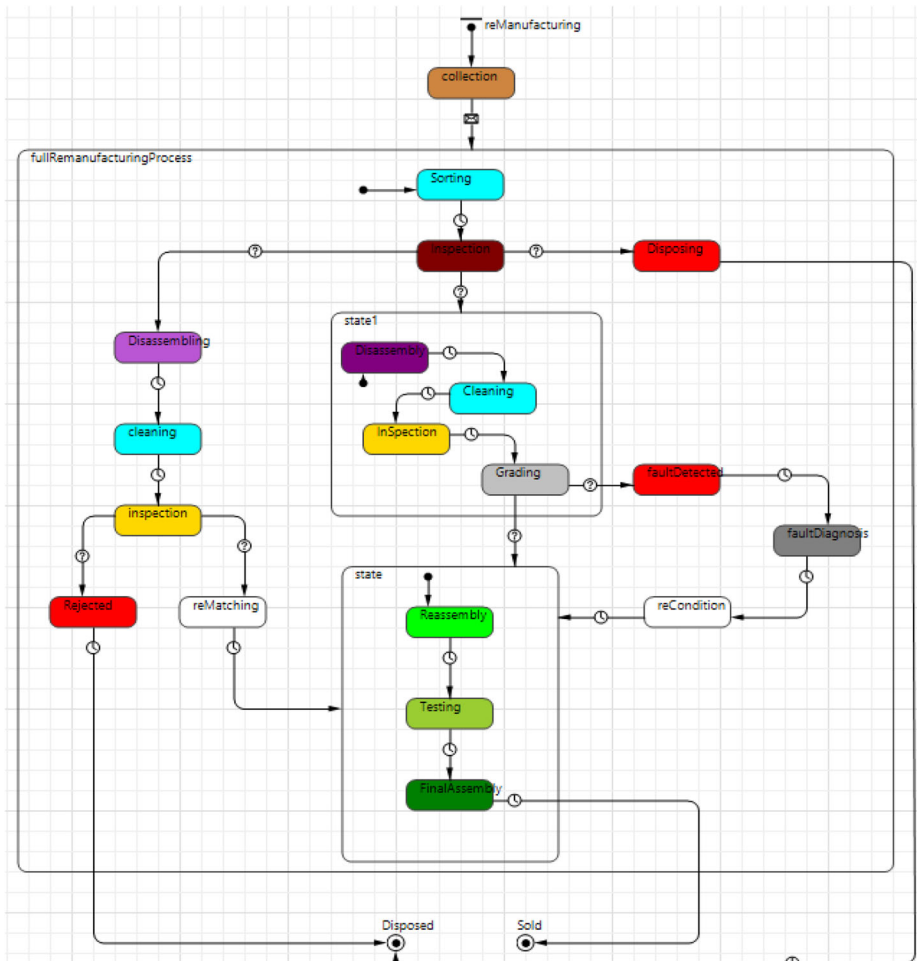 reManufacturing
collection
fullRemanufacturingProcess
Sorting
Inspection
Disposing
state1
Disassembling
Disassembly
Cleaning
cleaning
InSpection
Grading
faultDetected
inspection
faultDiagnosis
state
Rejected
reMatching
Reassembly
reCondition
Testing
FinalAssembly
Disposed
Sold